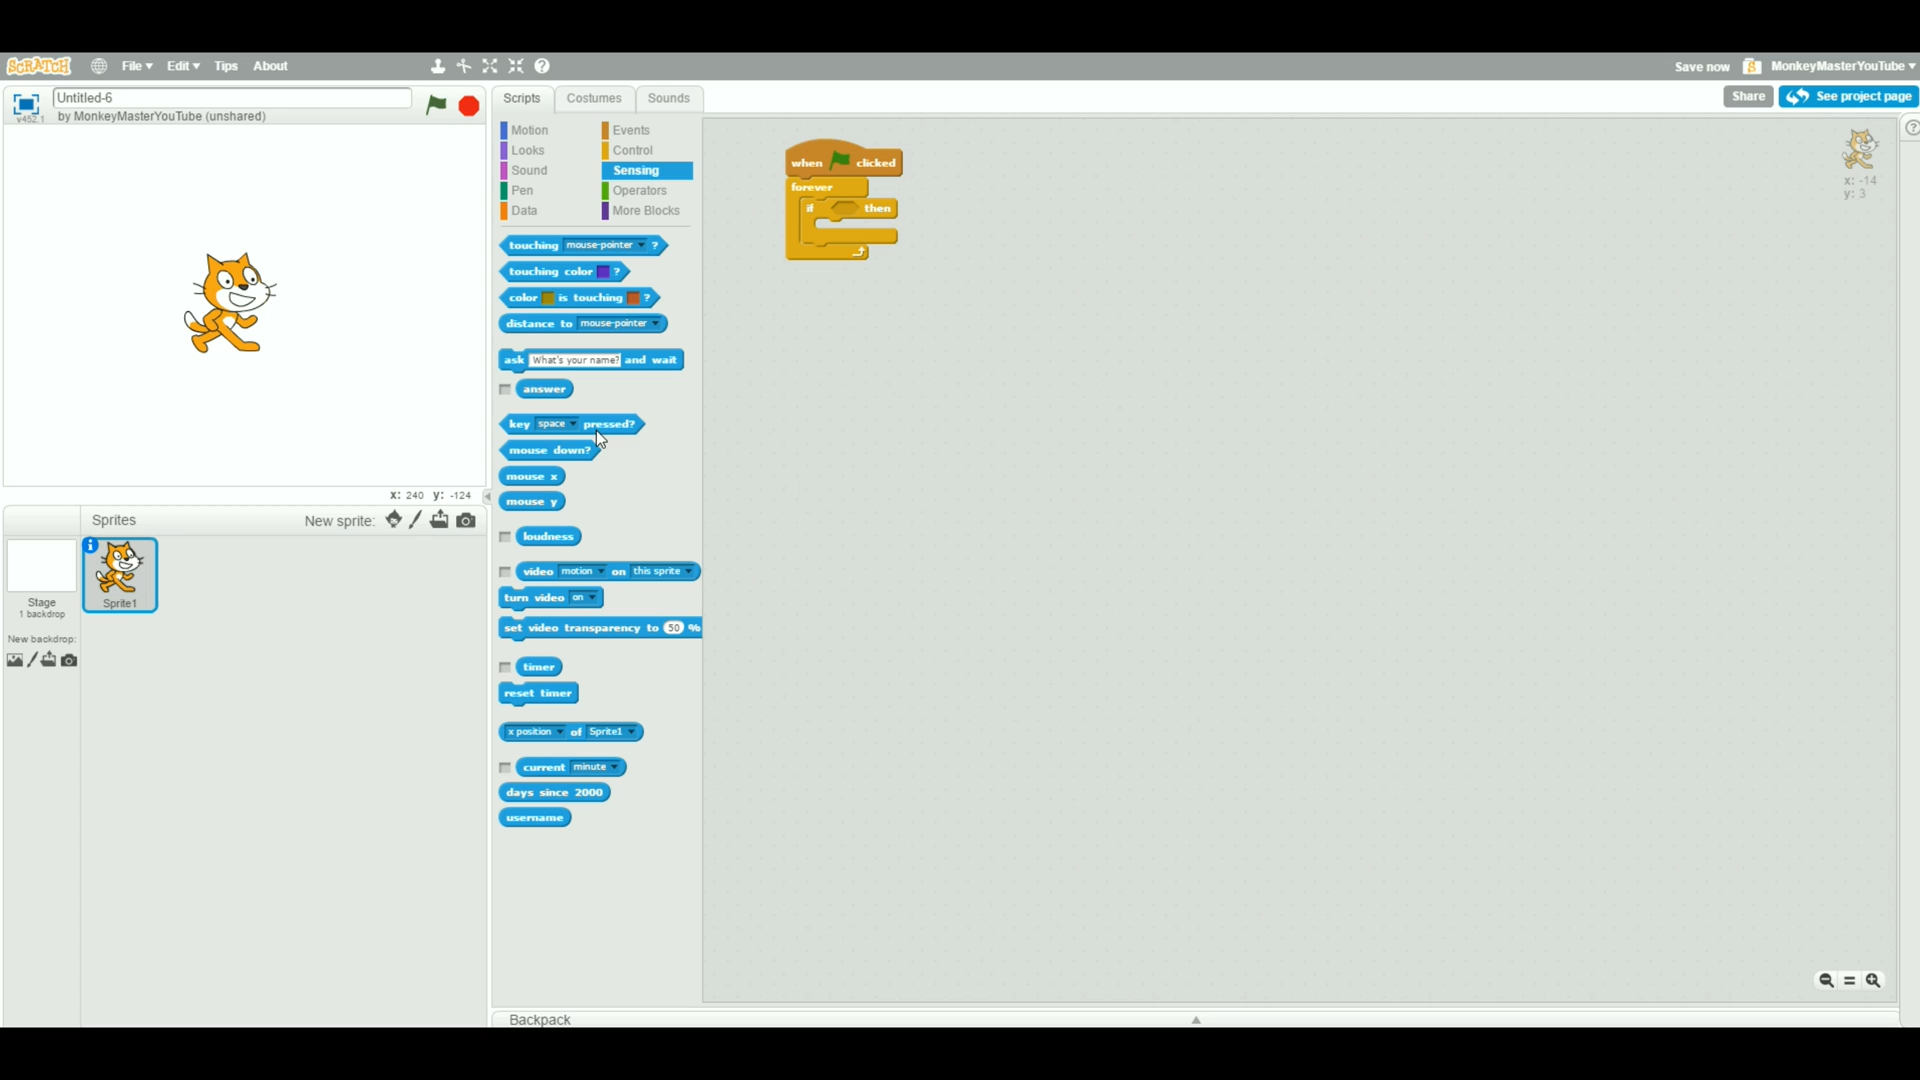 SCRATCH File Edit Tips About Save now MonkeyMasterYouTube
v452.1 Untitled-6
by MonkeyMasterYouTube (unshared)
Scripts Costumes Sounds
Share See project page
Motion Events
Looks Control
Sound Sensing
Pen Operators
Data More Blocks
touching mouse-pointer ?
touching color ?
color is touching ?
distance to mouse-pointer
ask What's your name? and wait
answer
key space pressed?
mouse down?
mouse x
mouse y
loudness
video motion on this sprite
turn video on
set video transparency to 50 %
timer
reset timer
x position of Sprite1
current minute
days since 2000
username
when clicked
forever
if then
x: -14
y: 3
x: 240 y: -124
Sprites New sprite:
Sprite1
Stage
1 backdrop
New backdrop:
Backpack